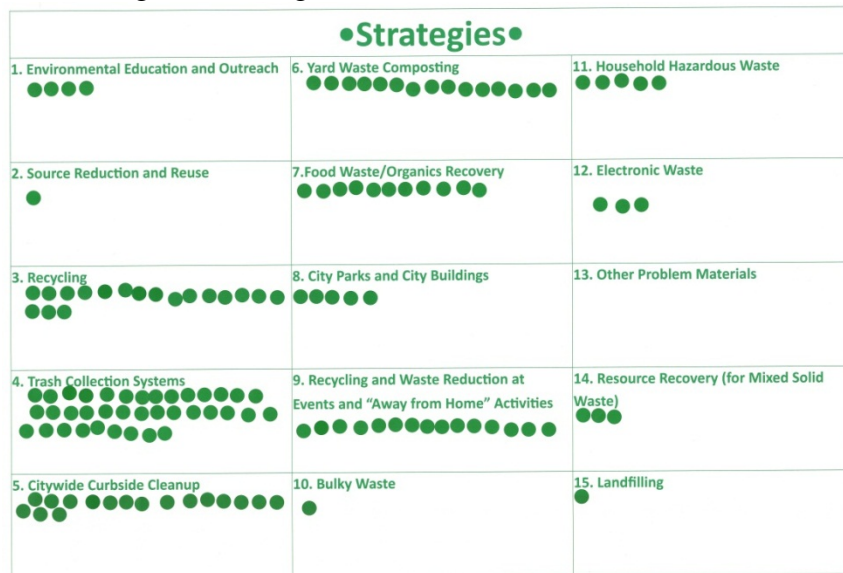 •Strategies•
1. Environmental Education and Outreach
2. Source Reduction and Reuse
3. Recycling
4. Trash Collection Systems
5. Citywide Curbside Cleanup
6. Yard Waste Composting
7.Food Waste/Organics Recovery
8. City Parks and City Buildings
9. Recycling and Waste Reduction at
Events and “Away from Home” Activities
10. Bulky Waste
11. Household Hazardous Waste
12. Electronic Waste
13. Other Problem Materials
14. Resource Recovery (for Mixed Solid
Waste)
15. Landfilling